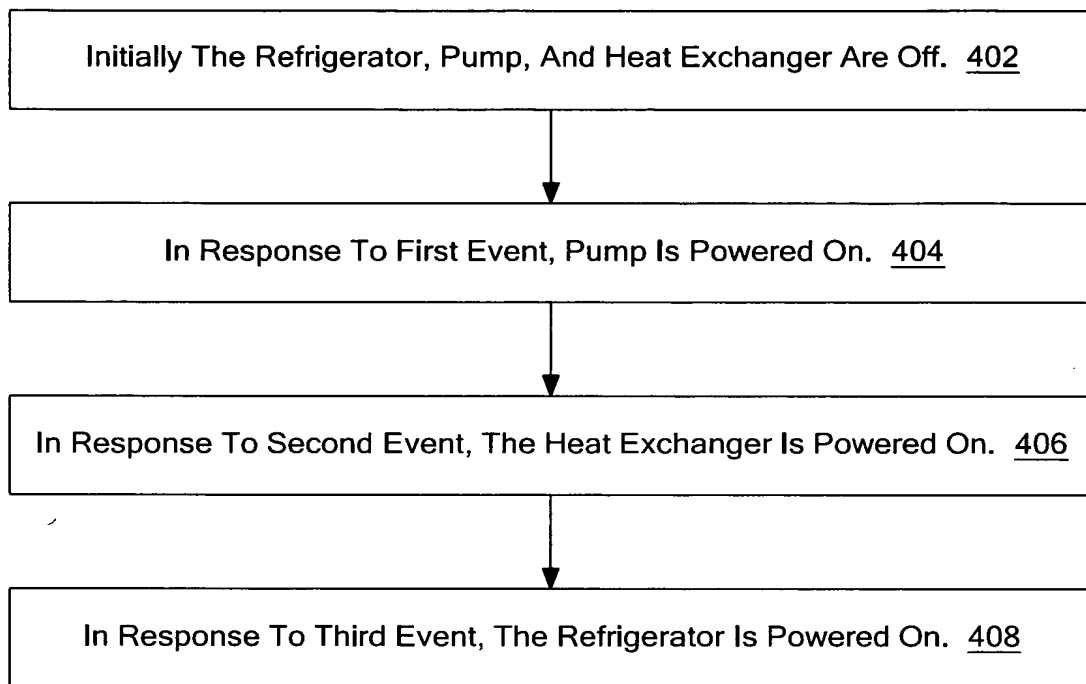 Initially The Refrigerator, Pump, And Heat Exchanger Are Off. 402
In Response To First Event, Pump Is Powered On. 404
In Response To Second Event, The Heat Exchanger Is Powered On. 406
In Response To Third Event, The Refrigerator Is Powered On. 408